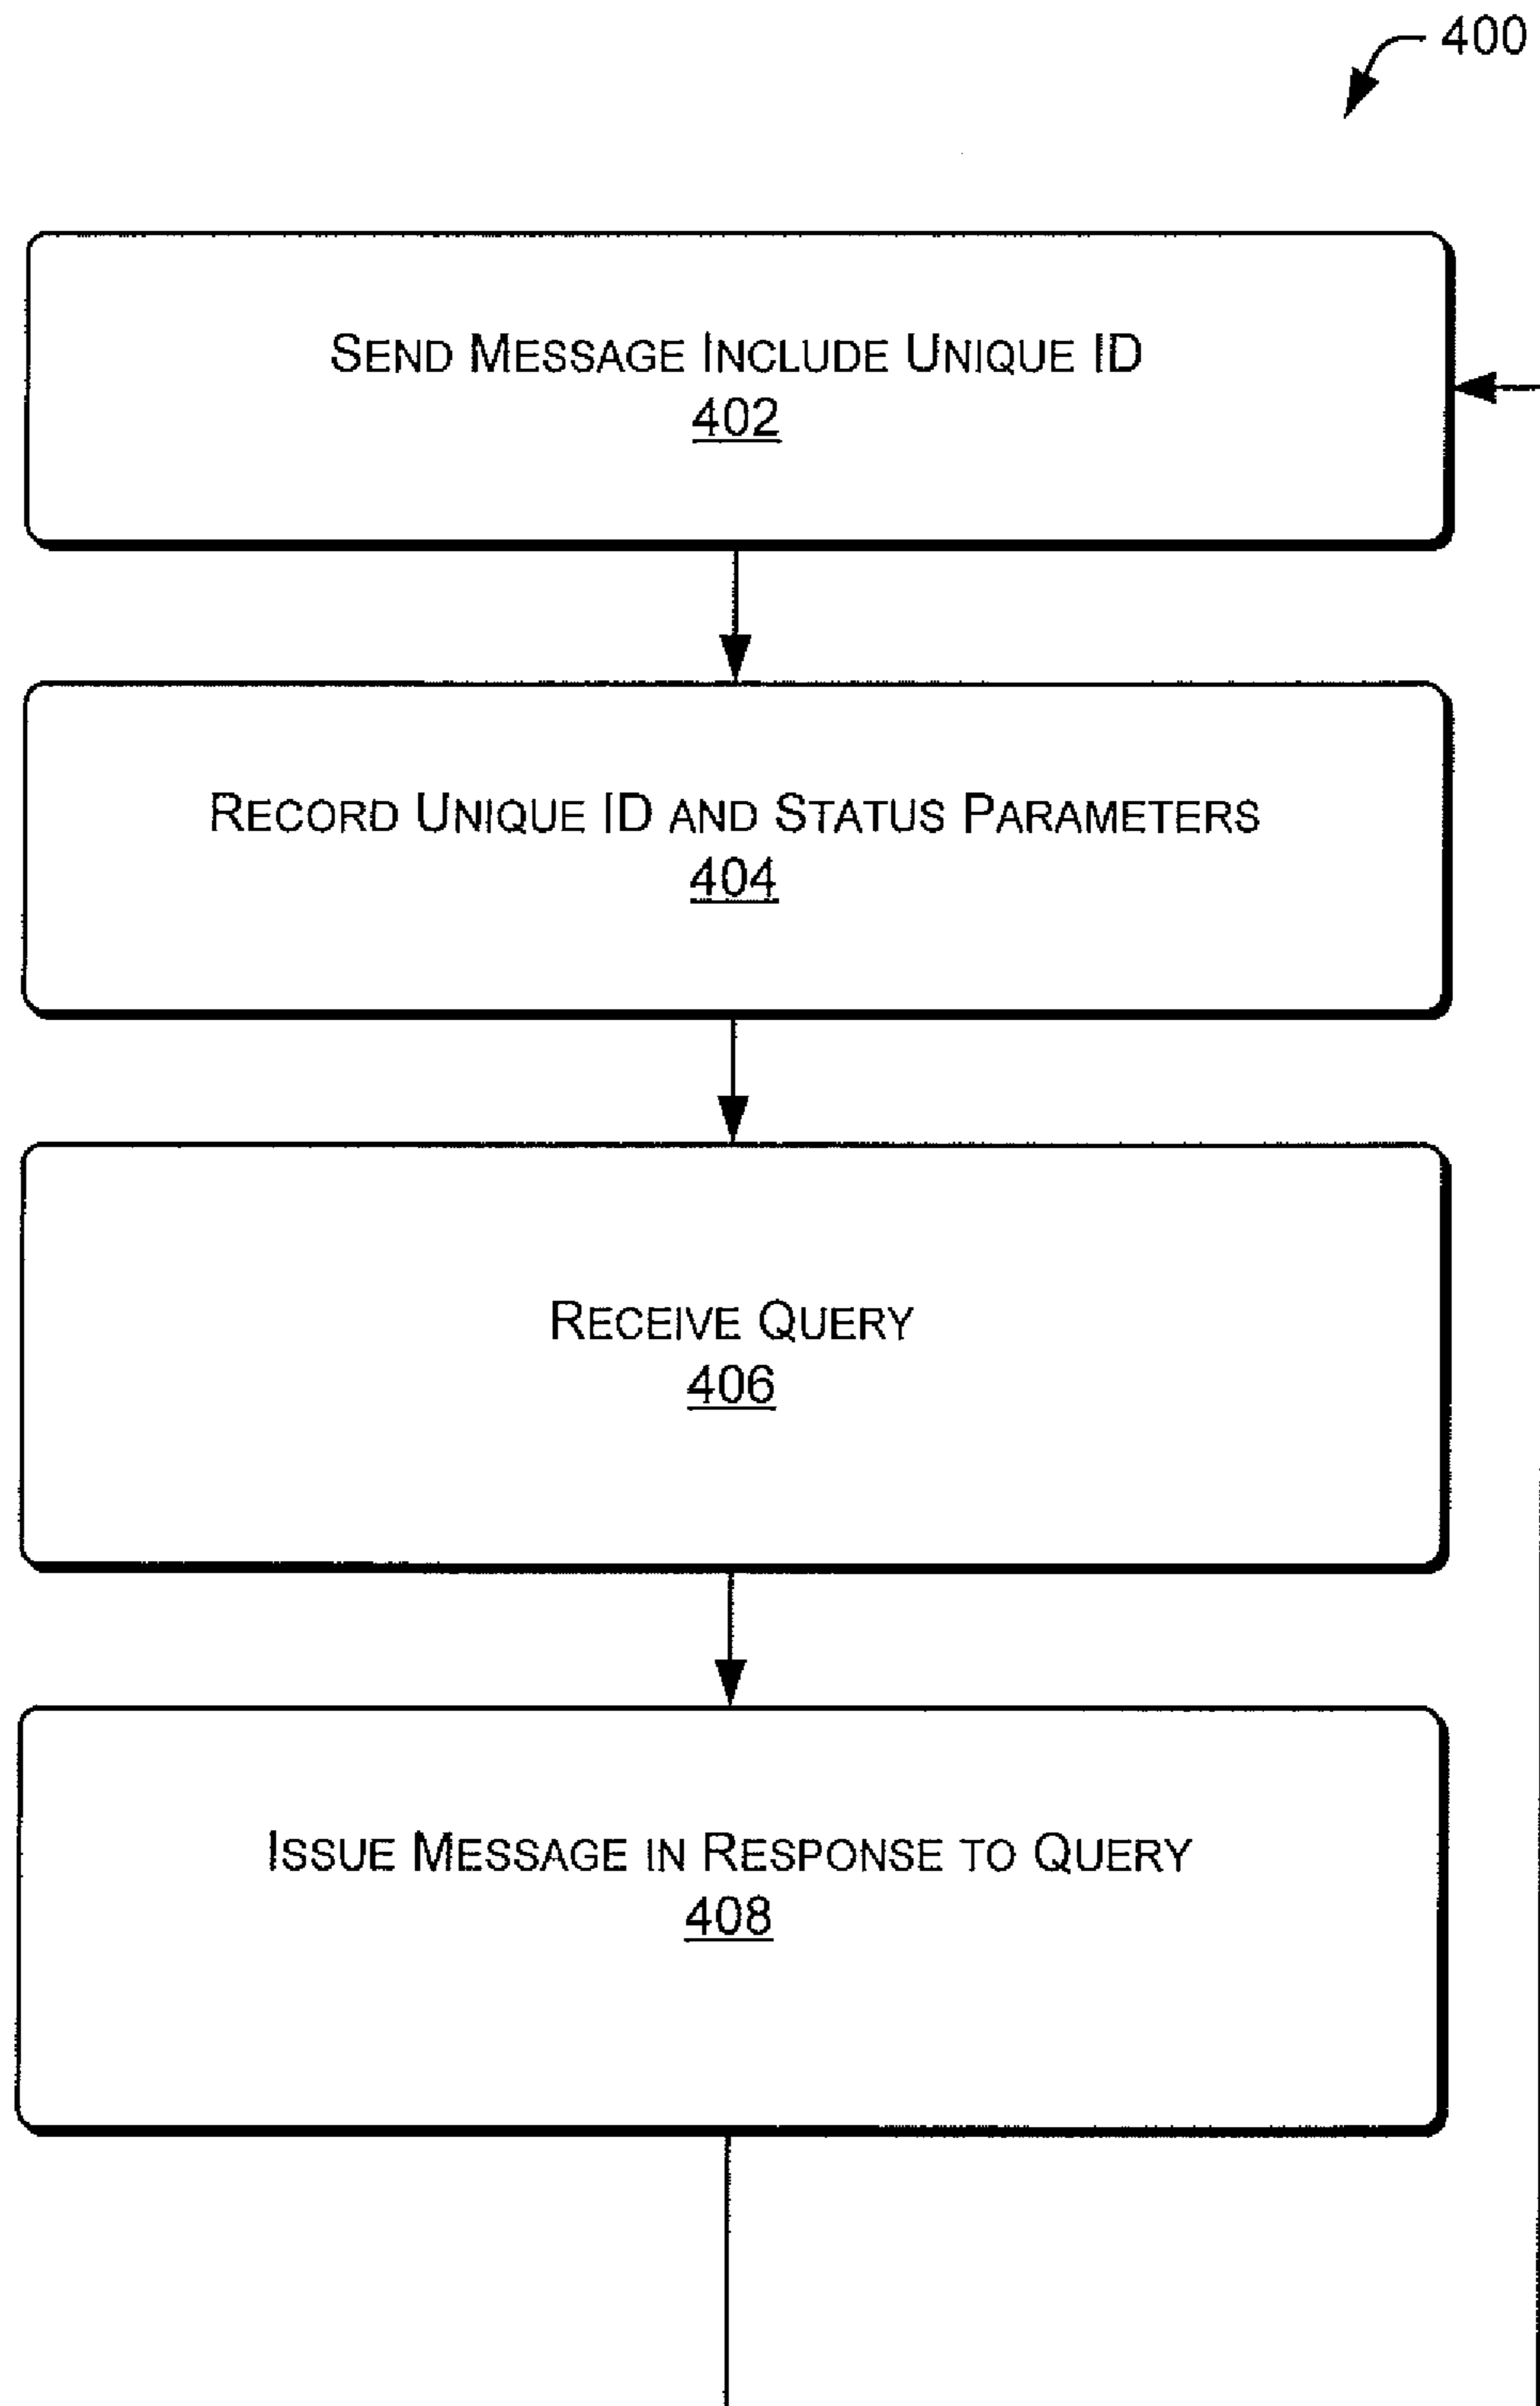 400
SEND MESSAGE INCLUDE UNIQUE ID
402
RECORD UNIQUE ID AND STATUS PARAMETERS
404
RECEIVE QUERY
406
ISSUE MESSAGE IN RESPONSE TO QUERY
408